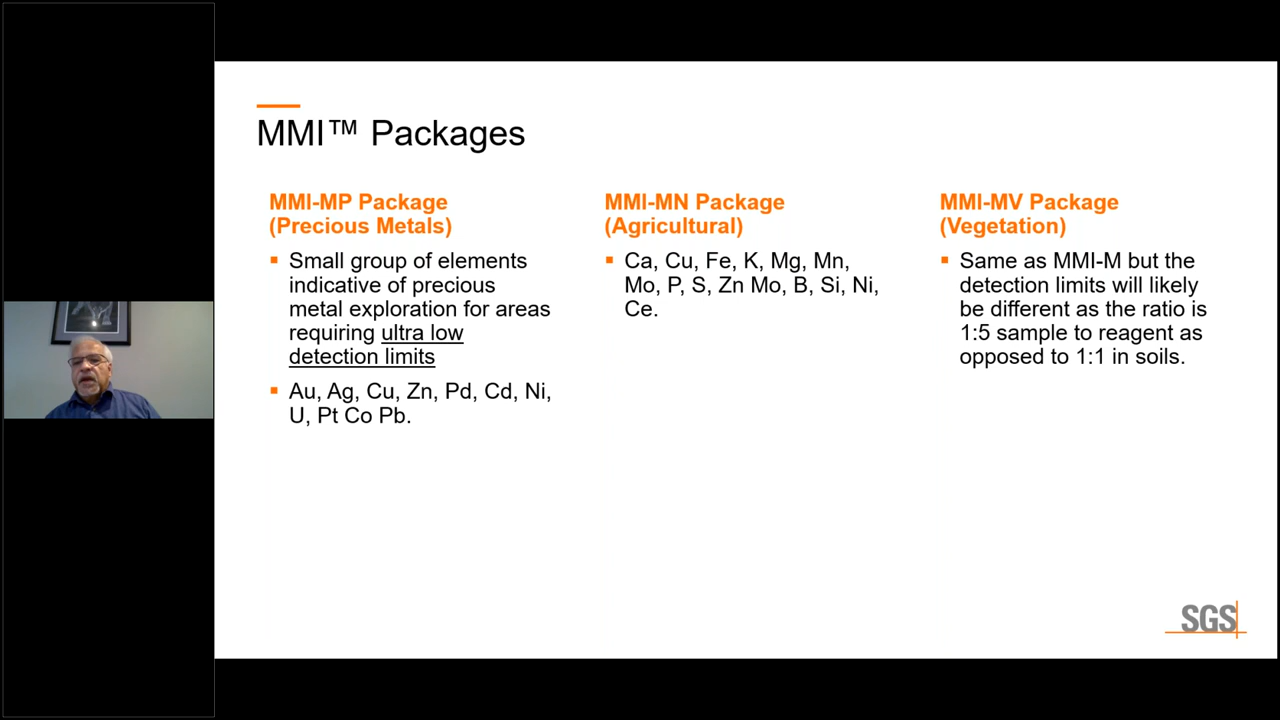 MMI™ Packages
MMI-MP Package
(Precious Metals)
Small group of elements
indicative of precious
metal exploration for areas
requiring ultra low
detection limits
Au, Ag, Cu, Zn, Pd, Cd, Ni,
U, Pt Co Pb.
MMI-MN Package
(Agricultural)
Ca, Cu, Fe, K, Mg, Mn,
Mo, P, S, Zn Mo, B, Si, Ni,
Ce.
MMI-MV Package
(Vegetation)
Same as MMI-M but the
detection limits will likely
be different as the ratio is
1:5 sample to reagent as
opposed to 1:1 in soils.
SGS